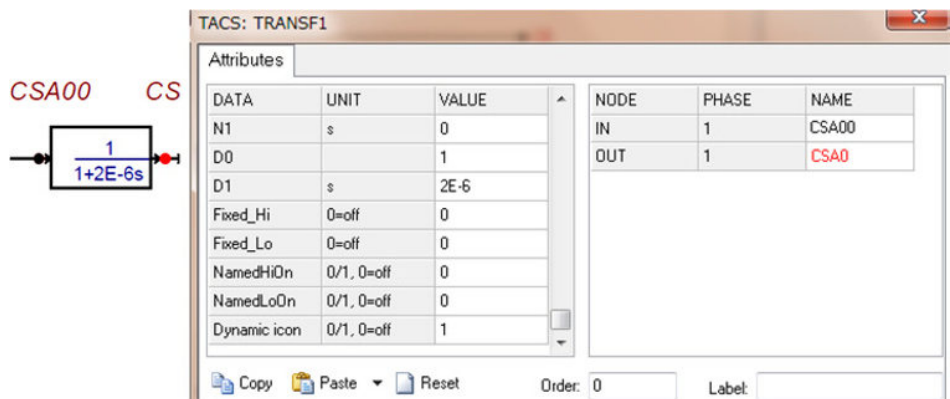 TACS: TRANSF1
Attributes
CSA00 CS
1
1+2E-6s
DATA UNIT VALUE
N1 s 0
D0 1
D1 s 2E-6
Fixed_Hi 0=off 0
Fixed_Lo 0=off 0
NamedHiOn 0/1, 0=off 0
NamedLoOn 0/1, 0=off 0
Dynamic icon 0/1, 0=off 1
NODE PHASE NAME
IN 1 CSA00
OUT 1 CSA0
Copy Paste Reset Order: 0 Label: